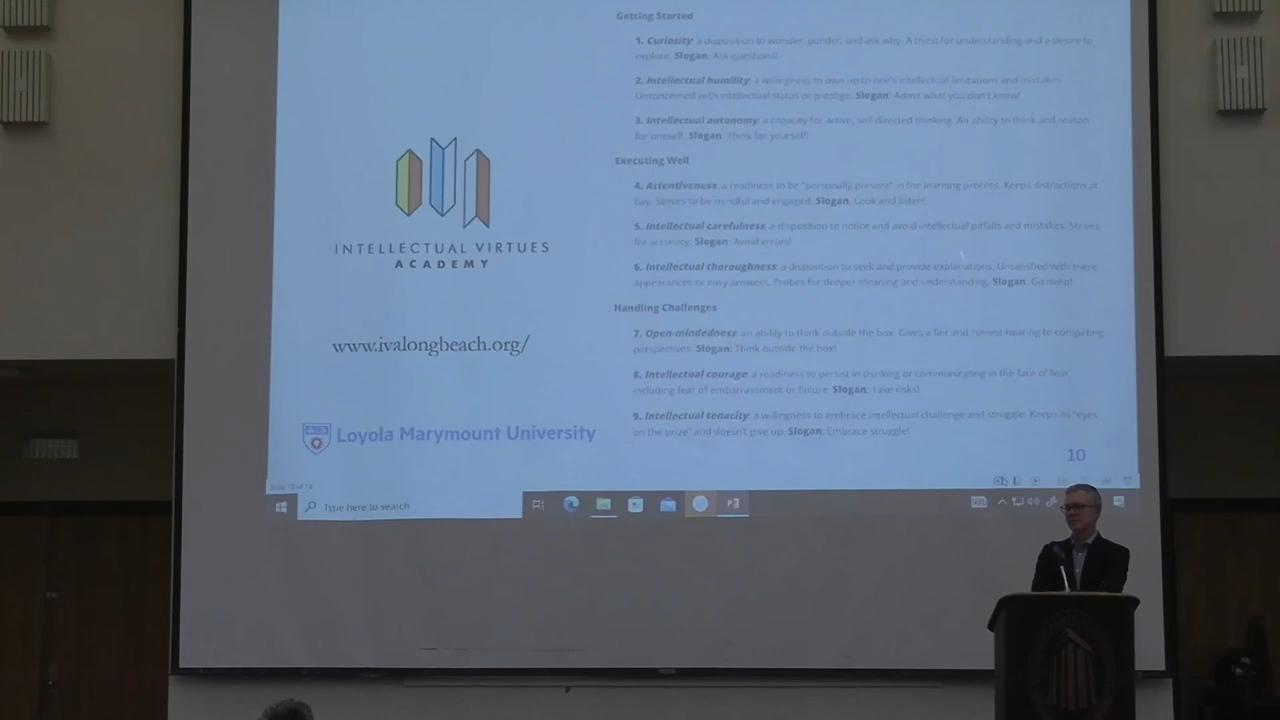 INTELLECTUAL VIRTUES
ACADEMY
www.ivalongbeach.org/
Loyola Marymount University
Getting Started
1. Curiosity: a disposition to wonder, ponder, and ask why. A thirst for understanding and a desire to
explore. Slogan: Ask questions!
2. Intellectual humility: a willingness to own up to one's intellectual limitations and mistakes.
Unconcerned with intellectual status or prestige. Slogan: Admit what you don't know!
3. Intellectual autonomy: a capacity for active, self-directed thinking. An ability to think and reason
for oneself. Slogan: Think for yourself!
Executing Well
4. Attentiveness: a readiness to be "personally present" in the learning process. Keeps distractions at
bay. Strives to be mindful and engaged. Slogan: Look and listen!
5. Intellectual carefulness: a disposition to notice and avoid intellectual pitfalls and mistakes. Strives
for accuracy. Slogan: Avoid errors!
6. Intellectual thoroughness: a disposition to seek and provide explanations. Unsatisfied with mere
appearances or easy answers. Probes for deeper meaning and understanding. Slogan: Go deep!
Handling Challenges
7. Open-mindedness: an ability to think outside the box. Gives a fair and honest hearing to competing
perspectives. Slogan: Think outside the box!
8. Intellectual courage: a readiness to persist in thinking or communicating in the face of fear,
including fear of embarrassment or failure. Slogan: Take risks!
9. Intellectual tenacity: a willingness to embrace intellectual challenge and struggle. Keeps its "eyes
on the prize" and doesn't give up. Slogan: Embrace struggle!
10
Type here to search